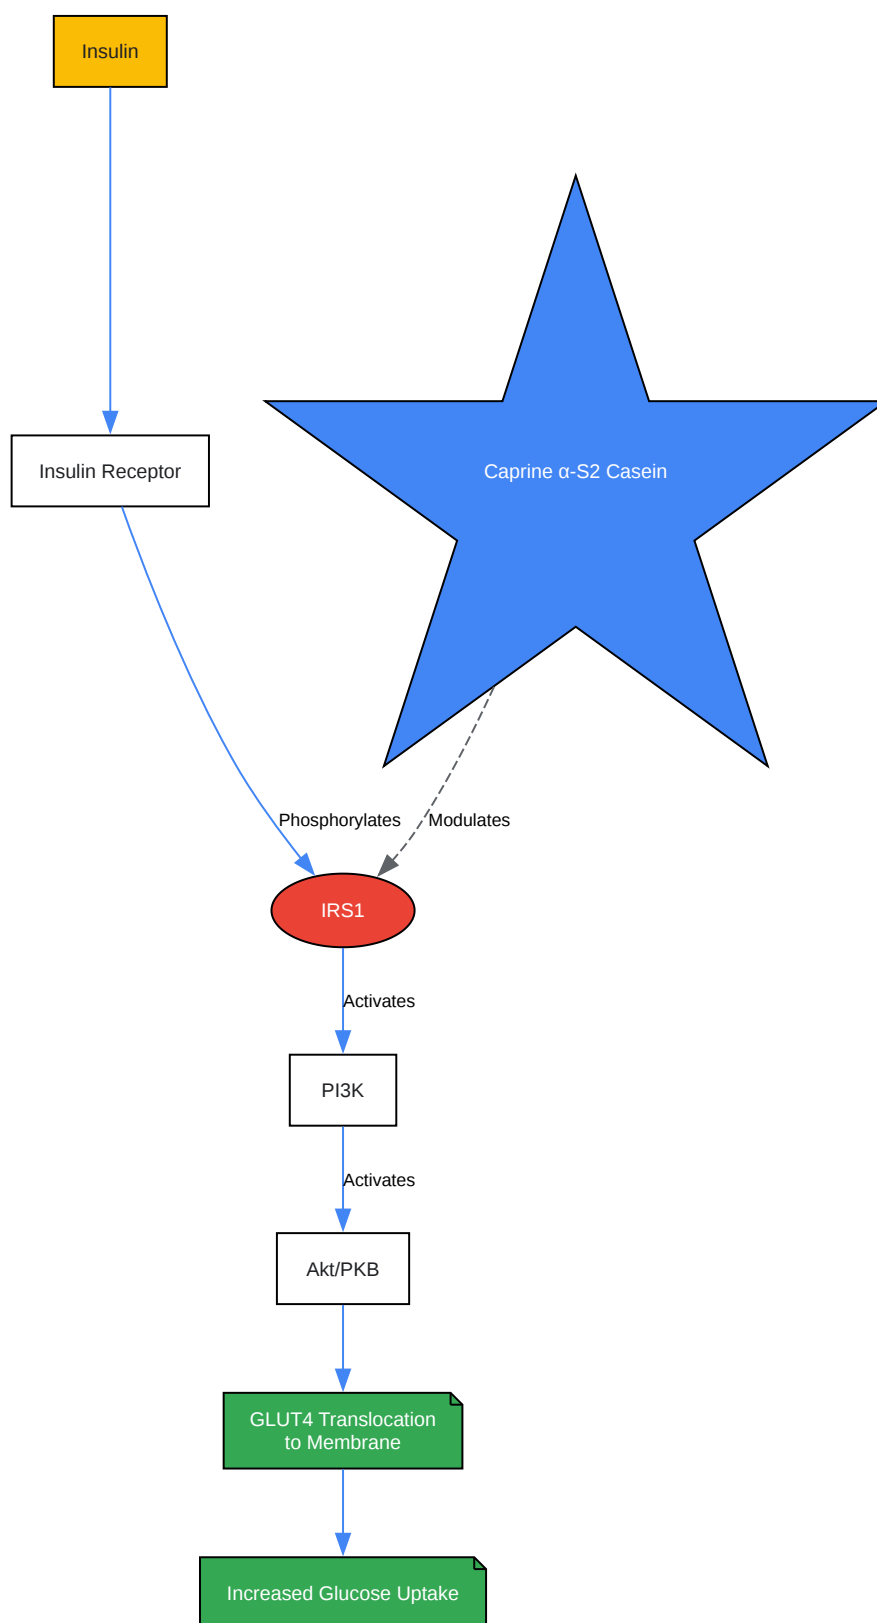 Insulin
Insulin Receptor
Caprine α-S2 Casein
Phosphorylates
Modulates
IRS1
Activates
PI3K
Activates
Akt/PKB
GLUT4 Translocation
to Membrane
Increased Glucose Uptake